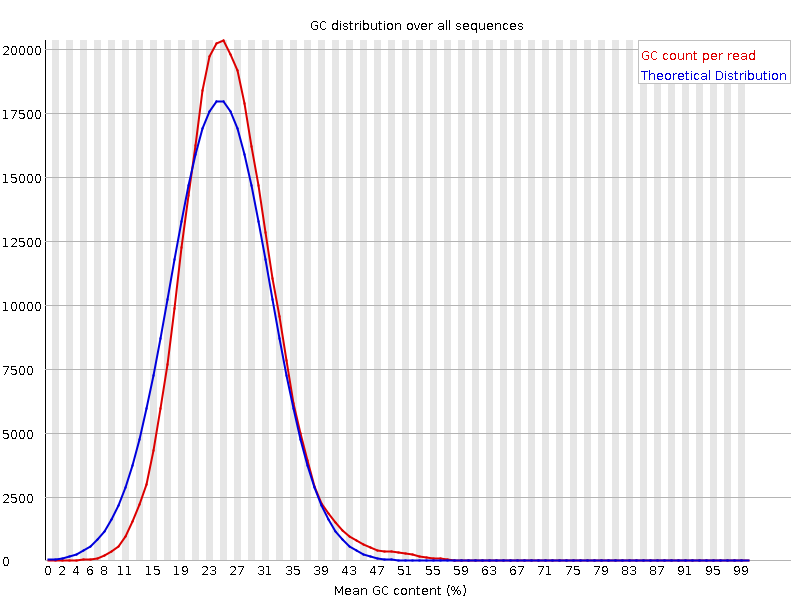 GC distribution over all sequences
GC count per read
Theoretical Distribution
20000
17500
15000
12500
10000
7500
5000
2500
0
0 2 4 6 8 11 15 19 23 27 31 35 39 43 47 51 55 59 63 67 71 75 79 83 87 91 95 99
Mean GC content (%)